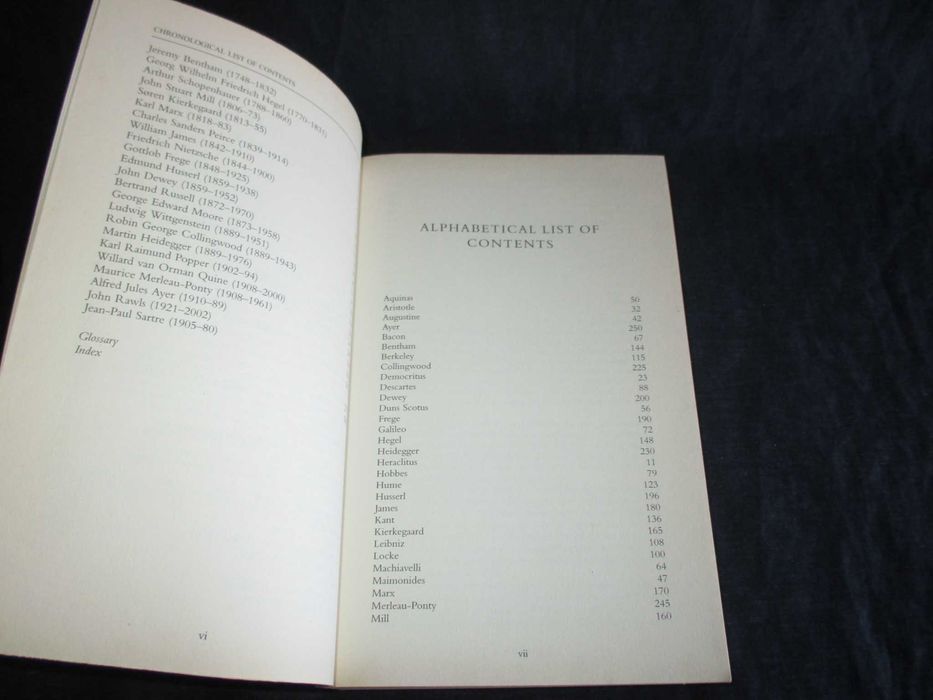 CHRONOLOGICAL LIST OF CONTENTS
Jeremy Bentham (1748–1832)
Georg Wilhelm Friedrich Hegel (1770–1831)
Arthur Schopenhauer (1788–1860)
John Stuart Mill (1806–73)
Søren Kierkegaard (1813–55)
Karl Marx (1818–83)
Charles Sanders Peirce (1839–1914)
William James (1842–1910)
Friedrich Nietzsche (1844–1900)
Gottlob Frege (1848–1925)
Edmund Husserl (1859–1938)
John Dewey (1859–1952)
Bertrand Russell (1872–1970)
George Edward Moore (1873–1958)
Ludwig Wittgenstein (1889–1951)
Robin George Collingwood (1889–1943)
Martin Heidegger (1889–1976)
Karl Raimund Popper (1902–94)
Willard van Orman Quine (1908–2000)
Maurice Merleau-Ponty (1908–1961)
Alfred Jules Ayer (1910–89)
John Rawls (1921–2002)
Jean-Paul Sartre (1905–80)
Glossary
Index
vi
ALPHABETICAL LIST OF
CONTENTS
Aquinas 50
Aristotle 32
Augustine 42
Ayer 250
Bacon 67
Bentham 144
Berkeley 115
Collingwood 225
Democritus 23
Descartes 88
Dewey 200
Duns Scotus 56
Frege 190
Galileo 72
Hegel 148
Heidegger 230
Heraclitus 11
Hobbes 79
Hume 123
Husserl 196
James 180
Kant 136
Kierkegaard 165
Leibniz 108
Locke 100
Machiavelli 64
Maimonides 47
Marx 170
Merleau-Ponty 245
Mill 160
vii